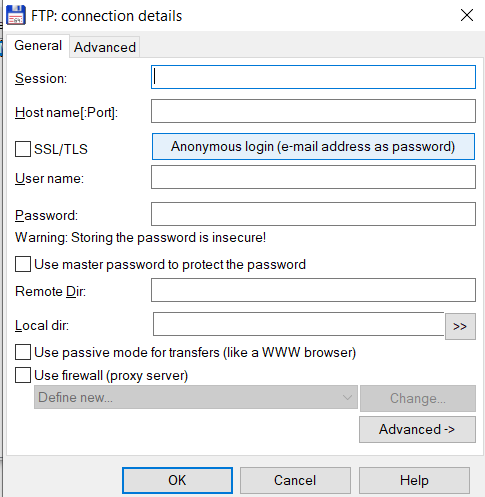 FTP: connection details
General
Advanced
Session:
Host name[:Port]:
SSL/TLS
Anonymous login (e-mail address as password)
User name:
Password:
Warning: Storing the password is insecure!
Use master password to protect the password
Remote Dir:
Local dir:
>>
Use passive mode for transfers (like a WWW browser)
Use firewall (proxy server)
Define new...
Change...
Advanced ->
OK
Cancel
Help